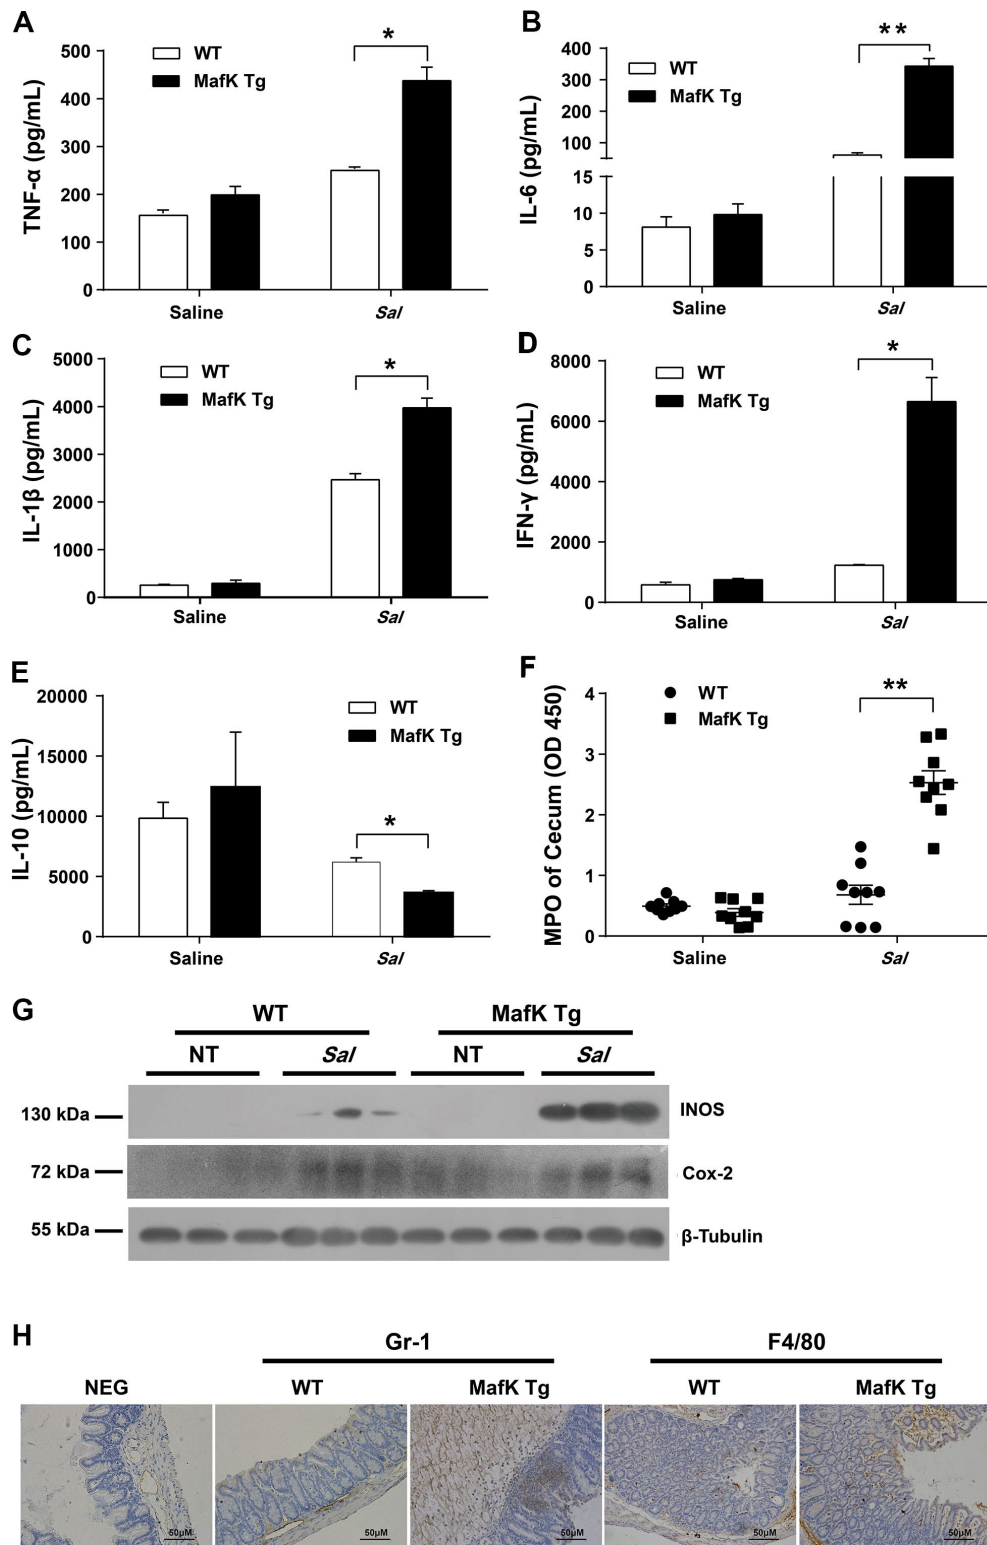 A
TNF-α (pg/mL)
500
400
300
200
100
0
WT
MafK Tg
*
Saline
Sal
B
IL-6 (pg/mL)
400
300
200
100
15
10
5
0
WT
MafK Tg
**
Saline
Sal
C
IL-1β (pg/mL)
5000
4000
3000
2000
1000
0
WT
MafK Tg
*
Saline
Sal
D
IFN-γ (pg/mL)
8000
6000
4000
2000
0
WT
MafK Tg
*
Saline
Sal
E
IL-10 (pg/mL)
20000
15000
10000
5000
0
WT
MafK Tg
*
Saline
Sal
F
MPO of Cecum (OD 450)
4
3
2
1
0
WT
MafK Tg
**
Saline
Sal
G
WT
MafK Tg
NT
Sal
NT
Sal
130 kDa
INOS
72 kDa
Cox-2
55 kDa
β-Tubulin
H
Gr-1
F4/80
NEG
WT
MafK Tg
WT
MafK Tg
50μM
50μM
50μM
50μM
50μM